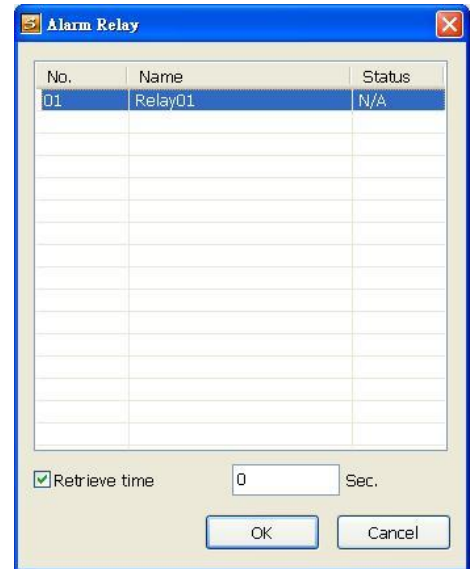 Alarm Relay
No. Name Status
01 Relay01 N/A
Retrieve time 0 Sec.
OK Cancel